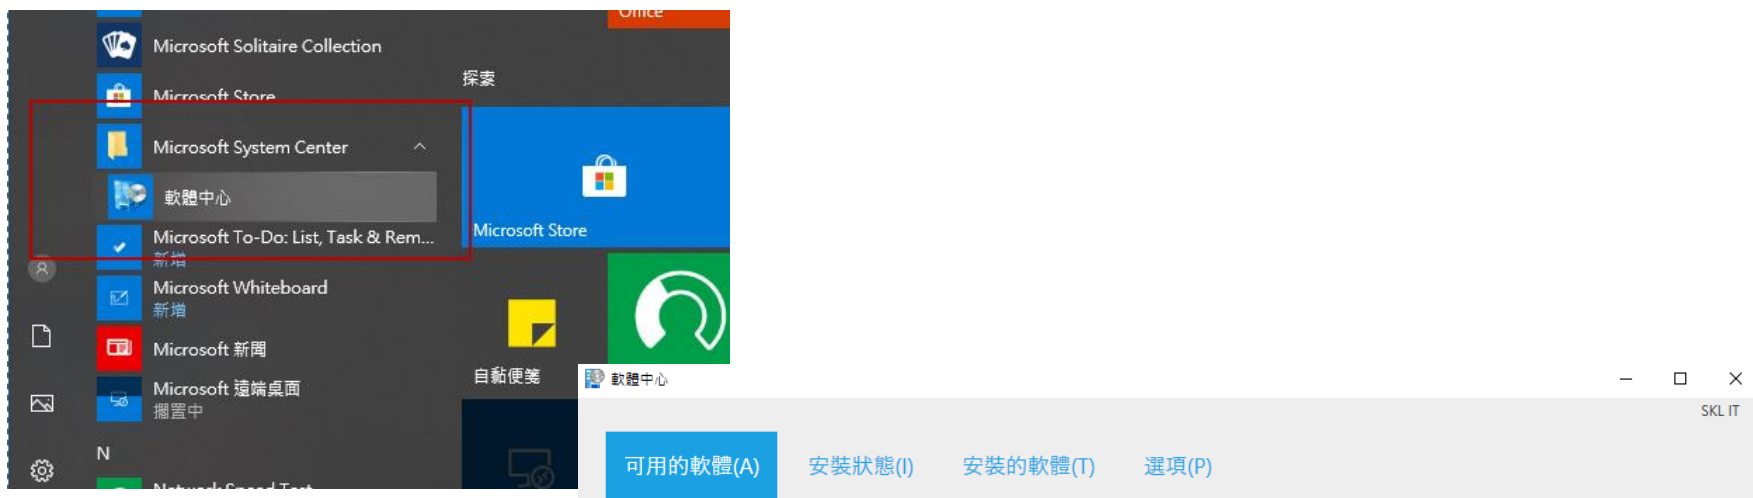 Office
Microsoft Solitaire Collection
探索
Microsoft Store
Microsoft System Center
軟體中心
Microsoft Store
Microsoft To-Do: List, Task & Rem...
新增
Microsoft Whiteboard
新增
Microsoft 新聞
自黏便箋
Microsoft 遠端桌面
擱置中
N
Network Speed Test
軟體中心
SKL IT
可用的軟體(A) 安裝狀態(I) 安裝的軟體(T) 選項(P)